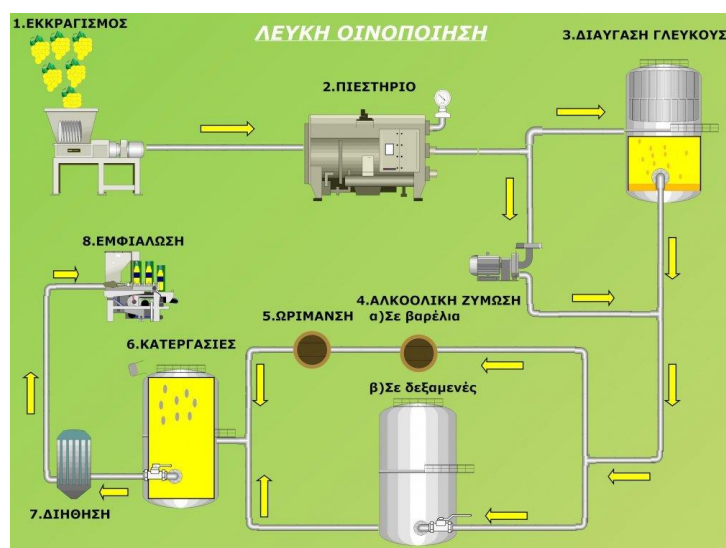 ΛΕΥΚΗ ΟΙΝΟΠΟΙΗΣΗ
1.ΕΚΚΡΑΓΙΣΜΟΣ
2.ΠΙΕΣΤΗΡΙΟ
3.ΔΙΑΥΓΑΣΗ ΓΛΕΥΚΟΥΣ
8.ΕΜΦΙΑΛΩΣΗ
4.ΑΛΚΟΟΛΙΚΗ ΖΥΜΩΣΗ
α)Σε βαρέλια
5.ΩΡΙΜΑΝΣΗ
6.ΚΑΤΕΡΓΑΣΙΕΣ
β)Σε δεξαμενές
7.ΔΙΗΘΗΣΗ